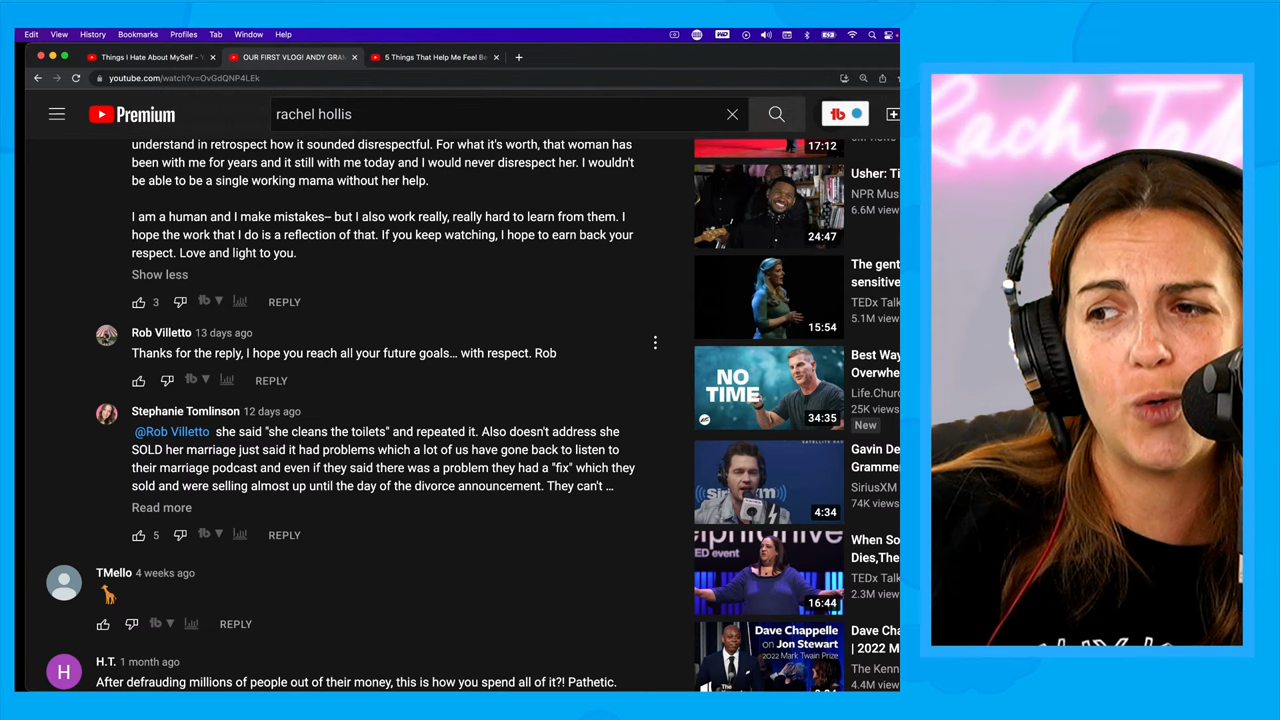 Edit View History Bookmarks Profiles Tab Window Help
Things I Hate About MySelf - OUR FIRST VLOG! ANDY GRAM 5 Things That Help Me Feel Be
youtube.com/watch?v=OvGdQNP4LEk
Premium rachel hollis tb
understand in retrospect how it sounded disrespectful. For what it's worth, that woman has
been with me for years and it still with me today and I would never disrespect her. I wouldn't
be able to be a single working mama without her help.
I am a human and I make mistakes-- but I also work really, really hard to learn from them. I
hope the work that I do is a reflection of that. If you keep watching, I hope to earn back your
respect. Love and light to you.
Show less
3 tb REPLY
Rob Villetto 13 days ago
Thanks for the reply, I hope you reach all your future goals... with respect. Rob
tb REPLY
Stephanie Tomlinson 12 days ago
@Rob Villetto she said "she cleans the toilets" and repeated it. Also doesn't address she
SOLD her marriage just said it had problems which a lot of us have gone back to listen to
their marriage podcast and even if they said there was a problem they had a "fix" which they
sold and were selling almost up until the day of the divorce announcement. They can't ...
Read more
5 tb REPLY
TMello 4 weeks ago
tb REPLY
H
H.T. 1 month ago
After defrauding millions of people out of their money, this is how you spend all of it?! Pathetic.
17:12
Usher: Ti
NPR Mus
6.6M view
24:47
The gent
sensitive
TEDx Talk
5.1M view
15:54
NO
TIME
Best Way
Overwhe
Life.Churc
25K views
New
34:35
Gavin De
Grammer
SiriusXM
74K views
SATELLITE RADIO
siriusxm
4:34
elphichive
ED event
When So
Dies,The
TEDx Talk
2.3M view
16:44
Dave Chappelle
on Jon Stewart
2022 Mark Twain Prize
Dave Cha
| 2022 M
The Kenn
4.4M view
Rach Talk